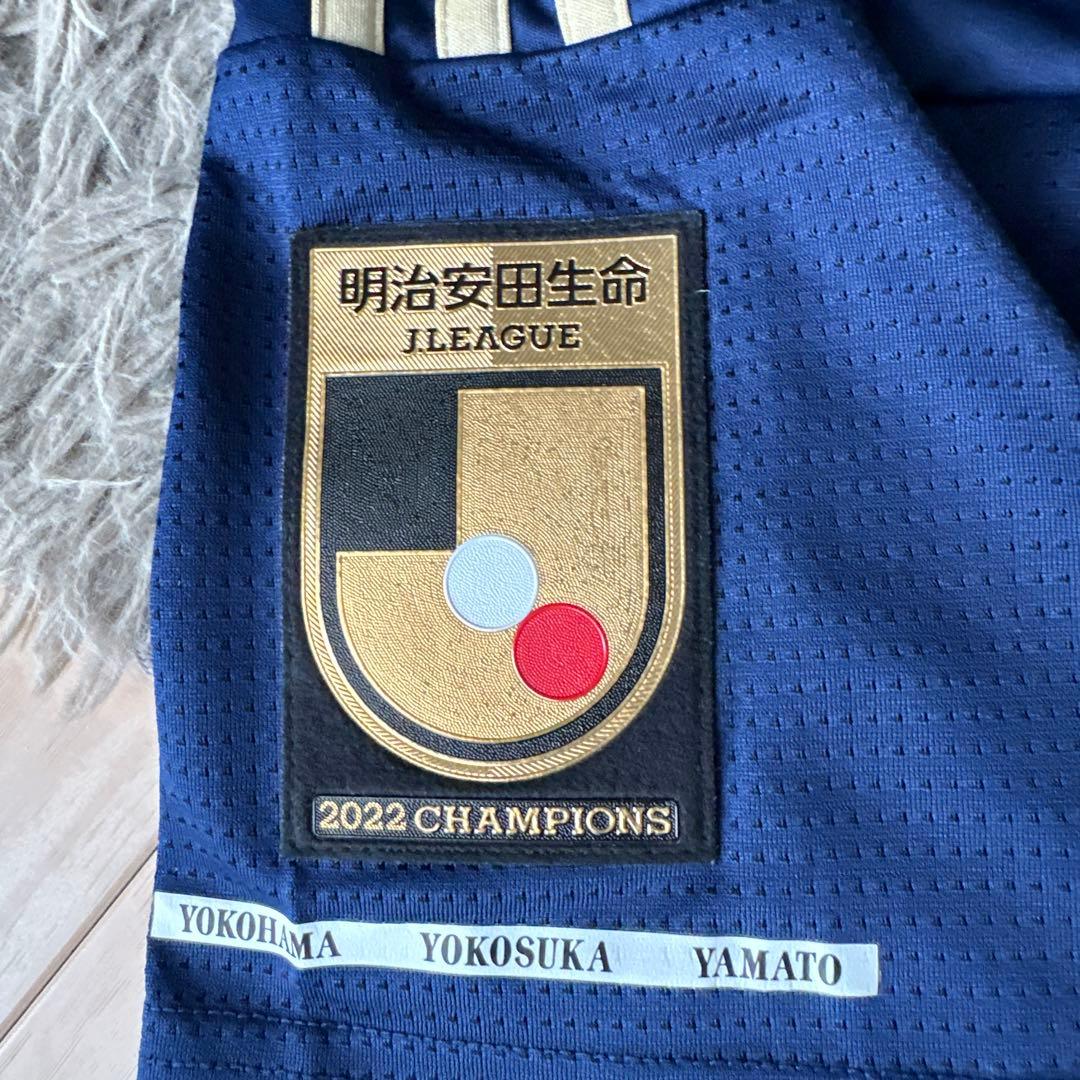 明治安田生命
J.LEAGUE
2022 CHAMPIONS
YOKOHAMA YOKOSUKA YAMATO